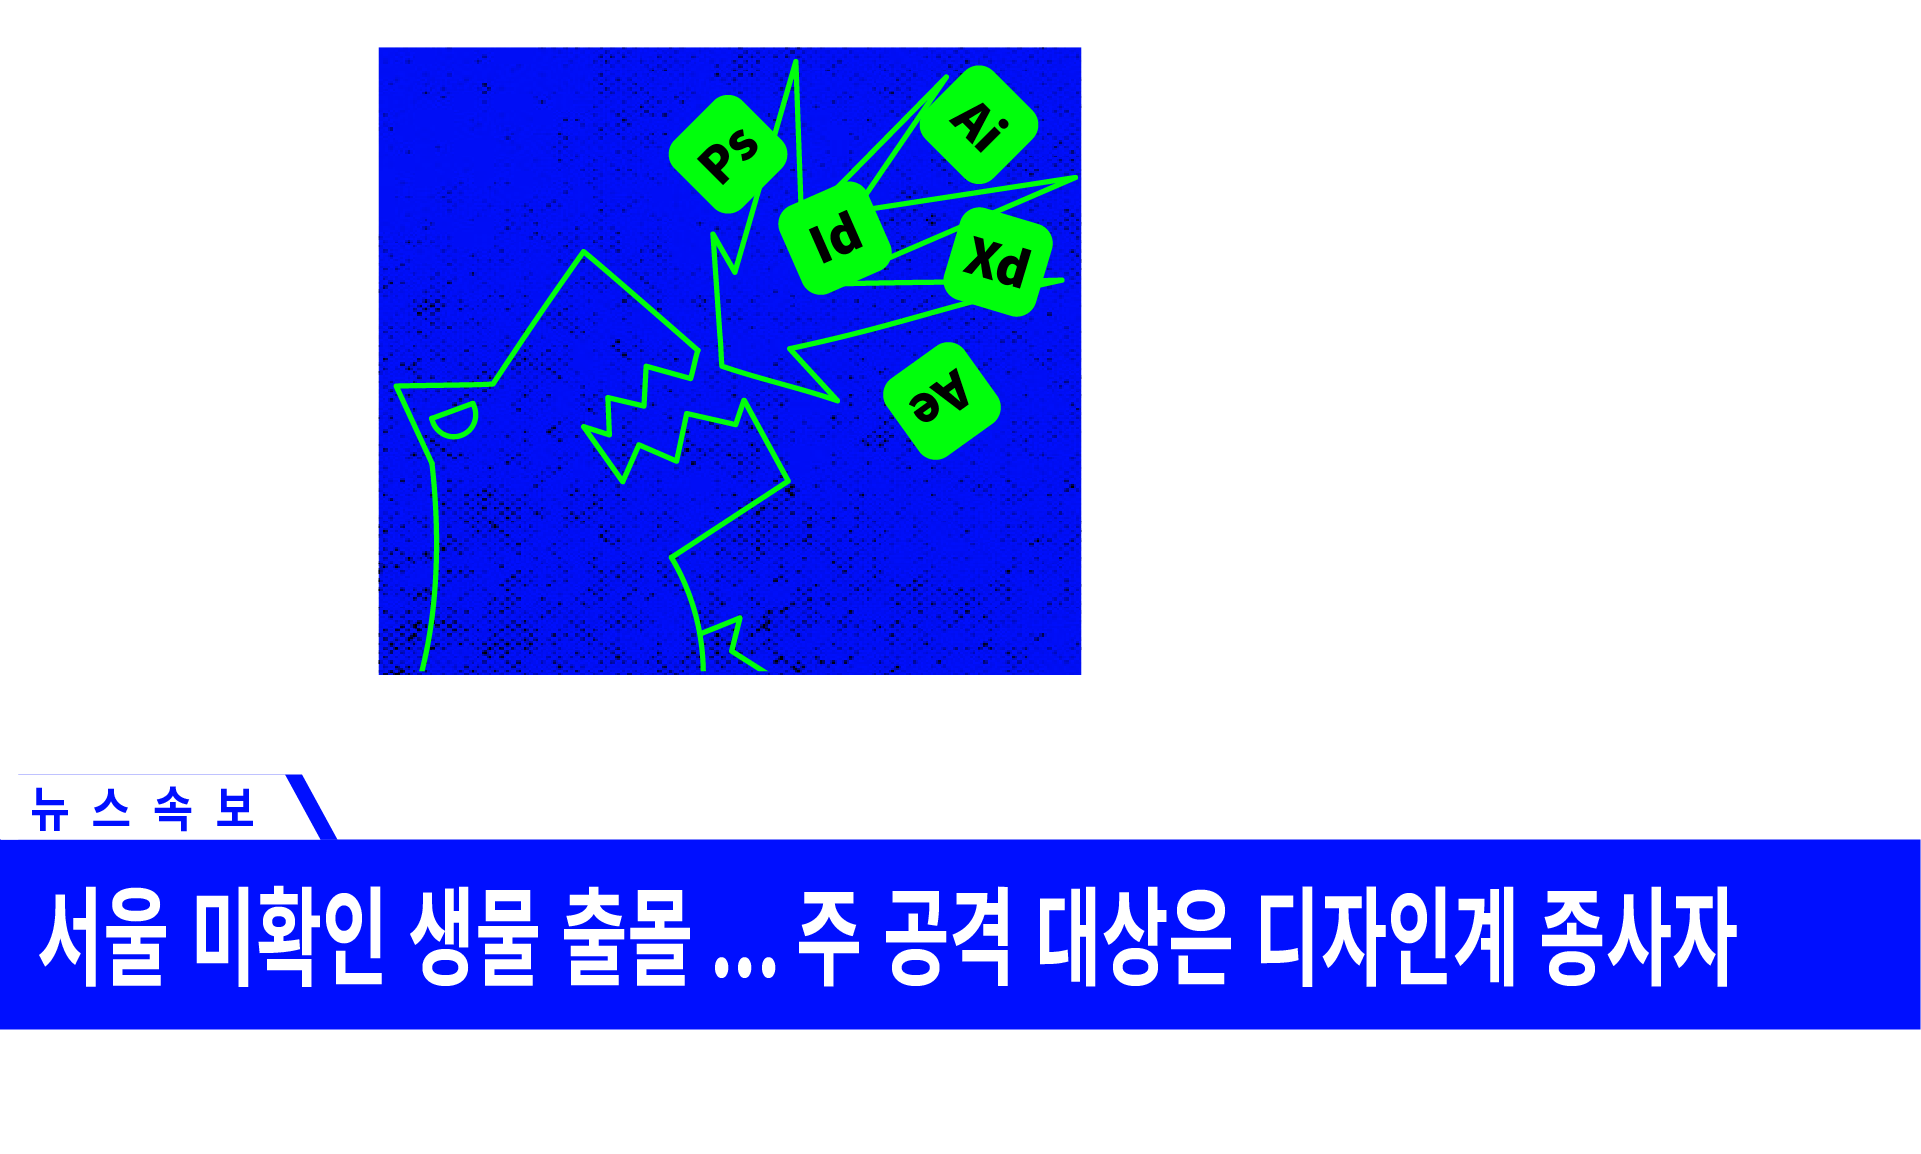 Ps
Ai
Id
Xd
Ae
뉴스속보
서울 미확인 생물 출몰 ... 주 공격 대상은 디자인계 종사자